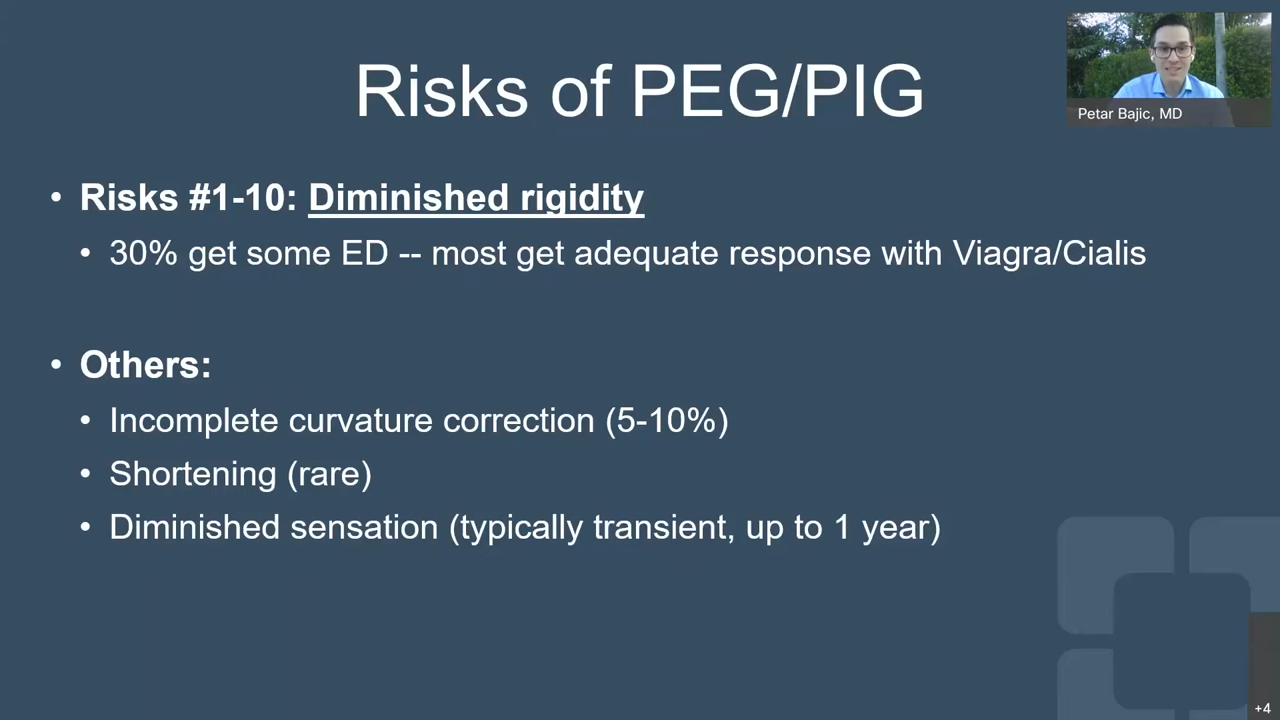 Risks of PEG/PIG
Petar Bajic, MD
• Risks #1-10: Diminished rigidity
• 30% get some ED -- most get adequate response with Viagra/Cialis
• Others:
• Incomplete curvature correction (5-10%)
• Shortening (rare)
• Diminished sensation (typically transient, up to 1 year)
+4